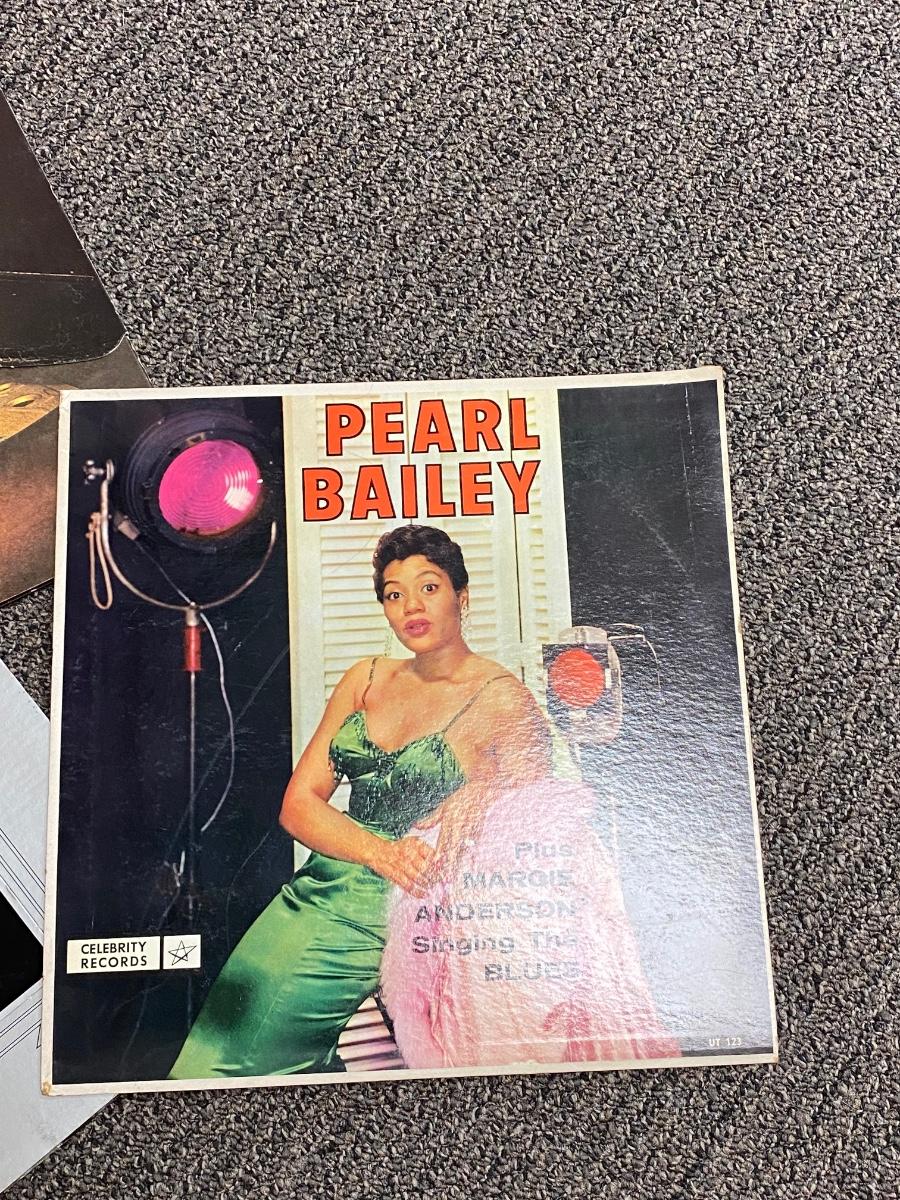 PEARL
BAILEY
Plus
MARGIE
ANDERSON
Singing The
BLUES
CELEBRITY
RECORDS
UT 123